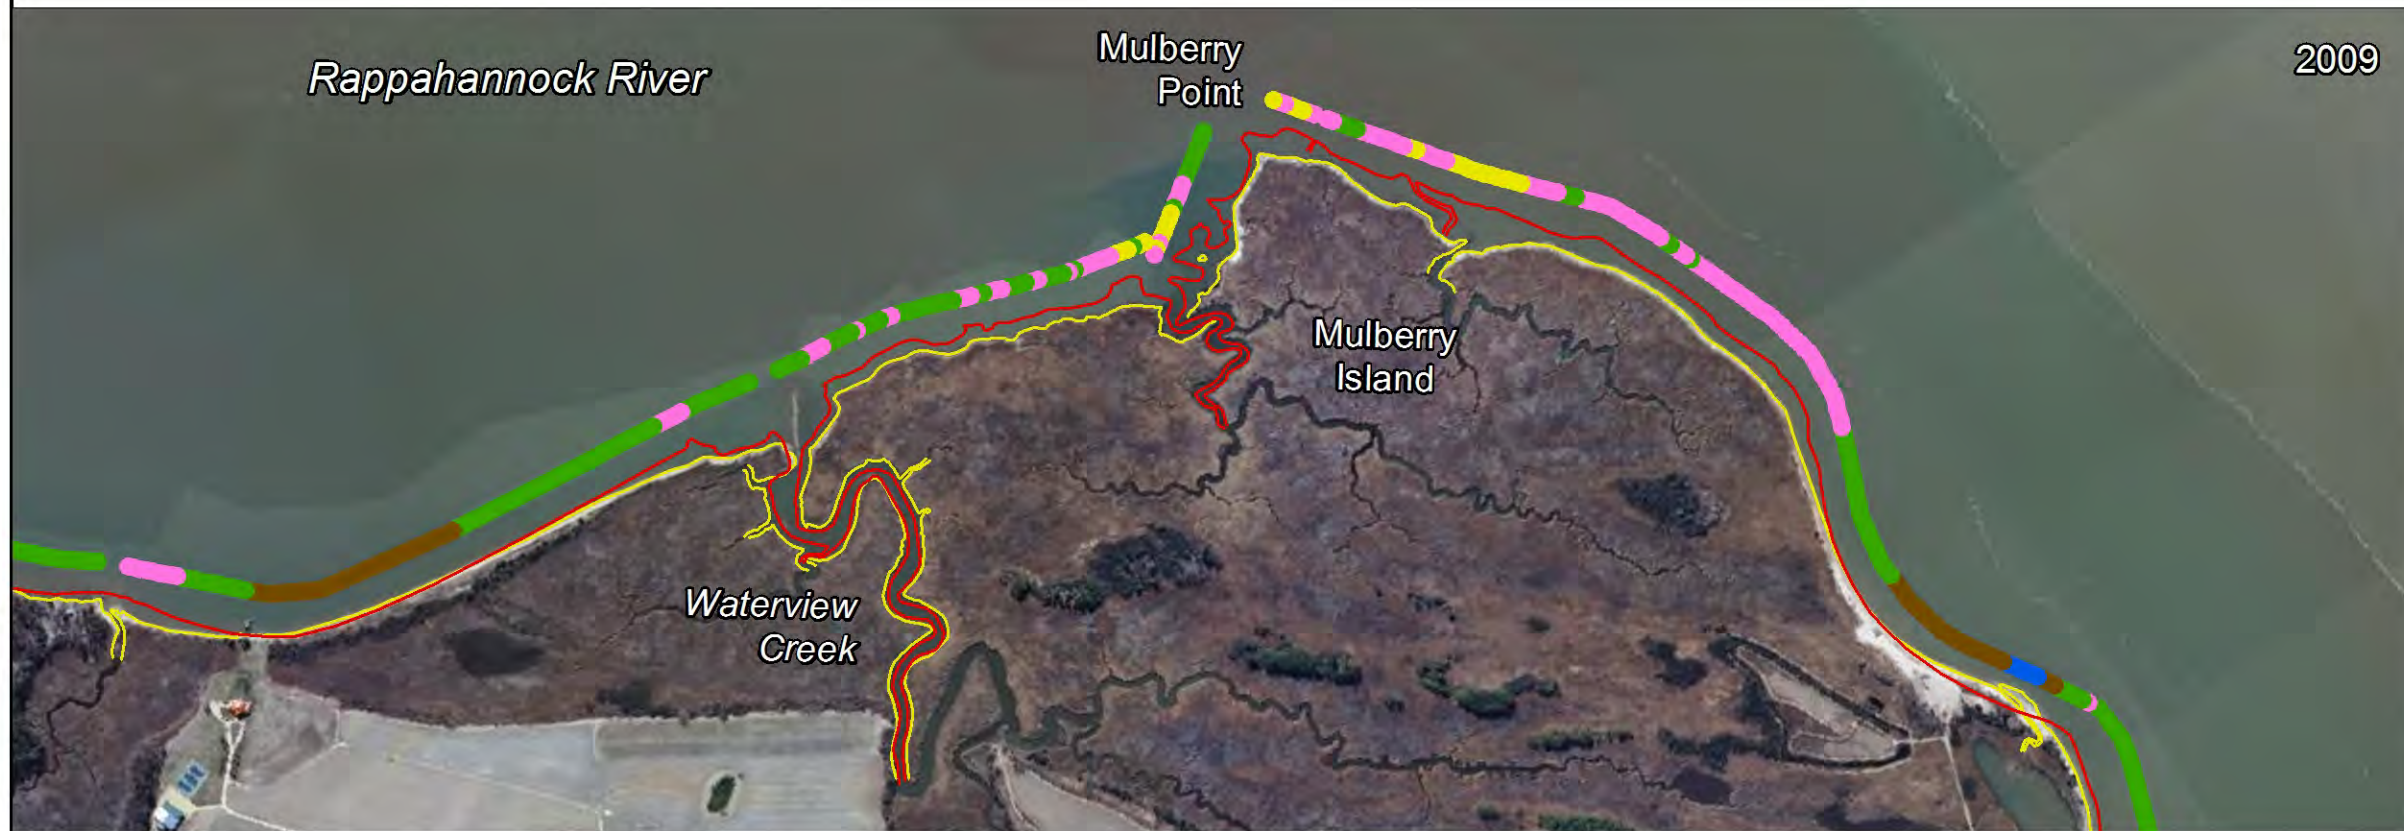 Rappahannock River
Mulberry
Point
2009
Mulberry
Island
Waterview
Creek